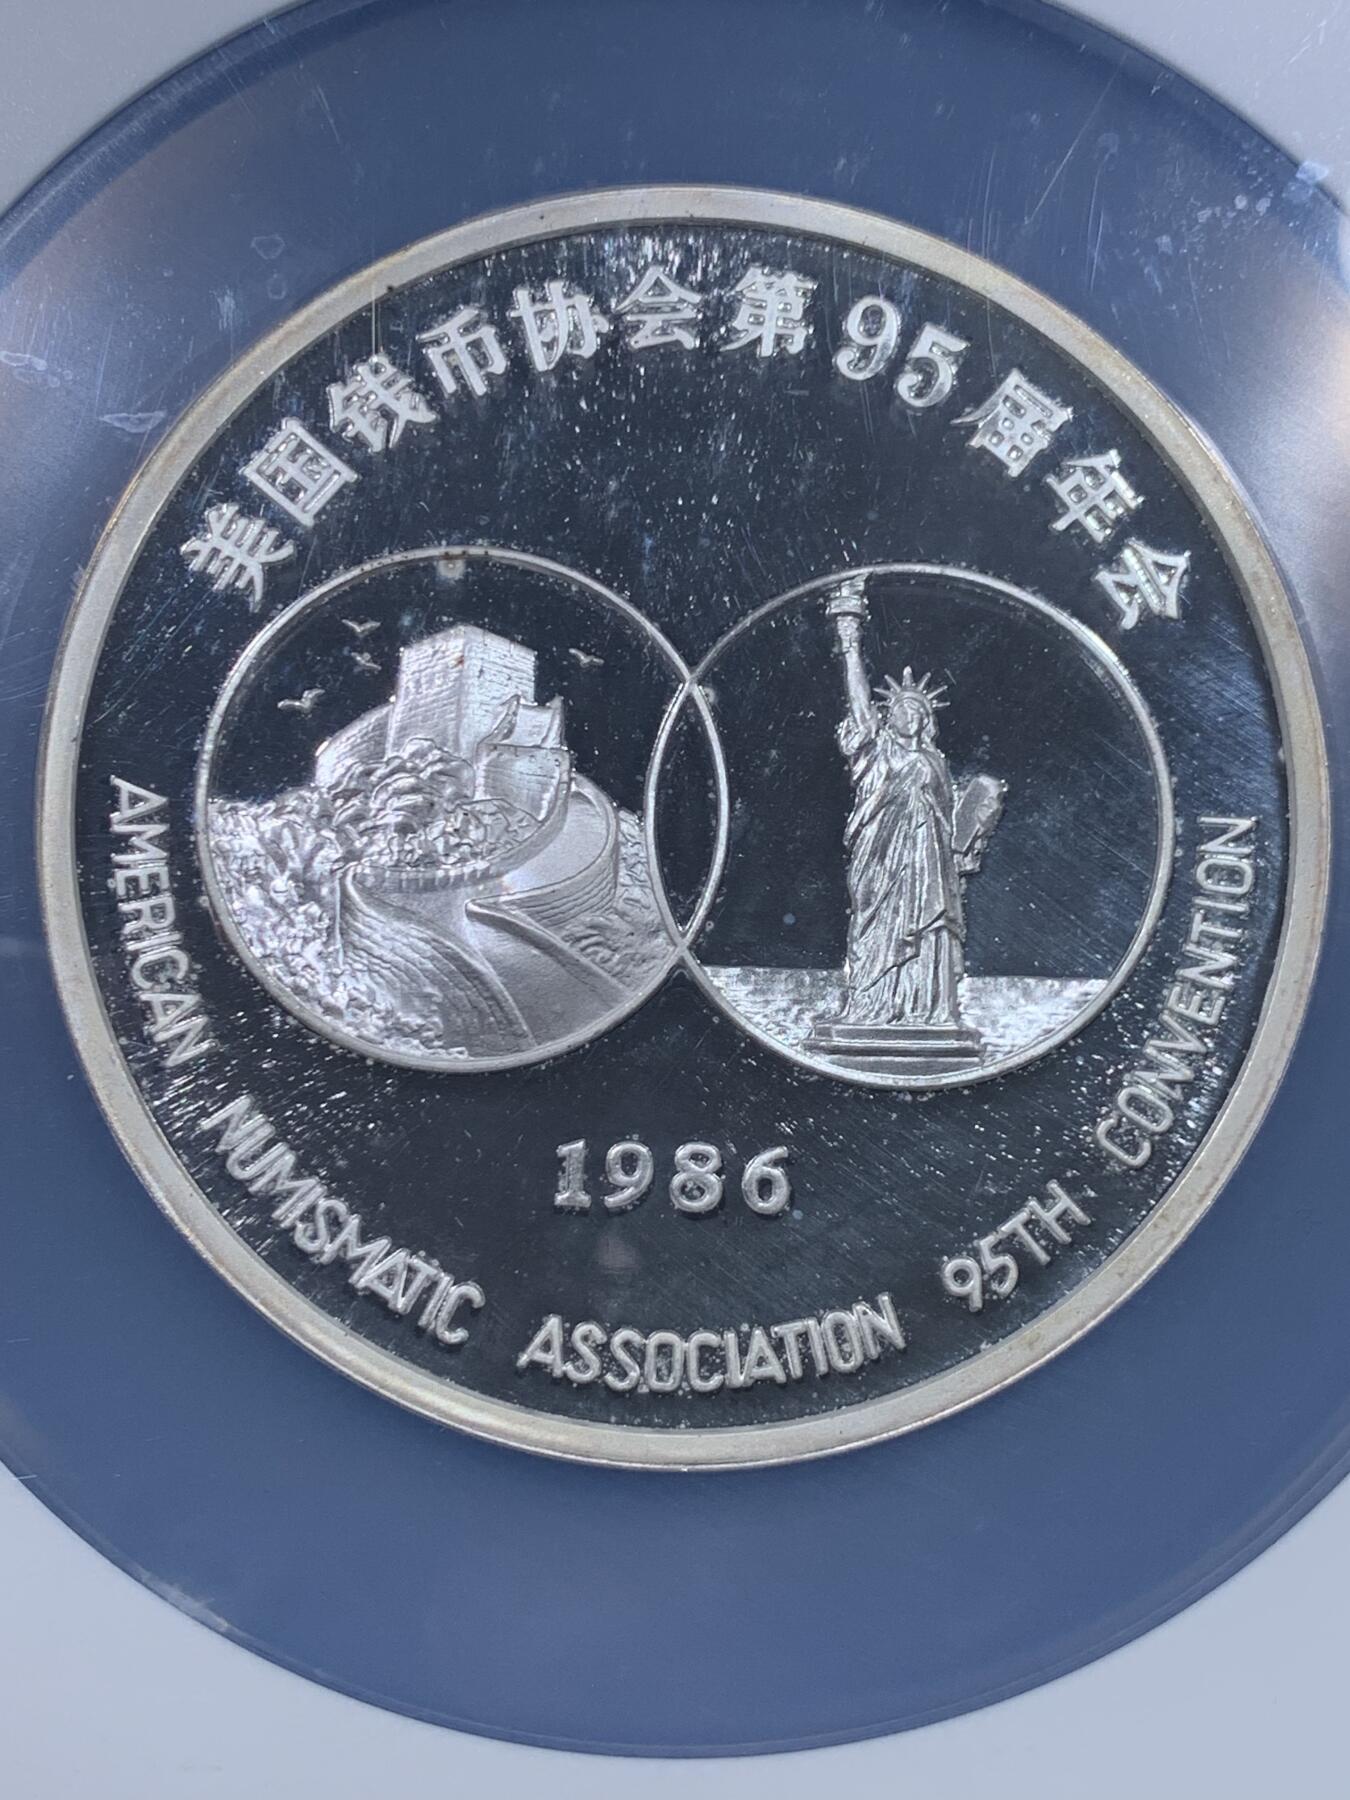 美国钱币协会第95届年会
1986
AMERICAN NUMISMATIC ASSOCIATION 95TH CONVENTION